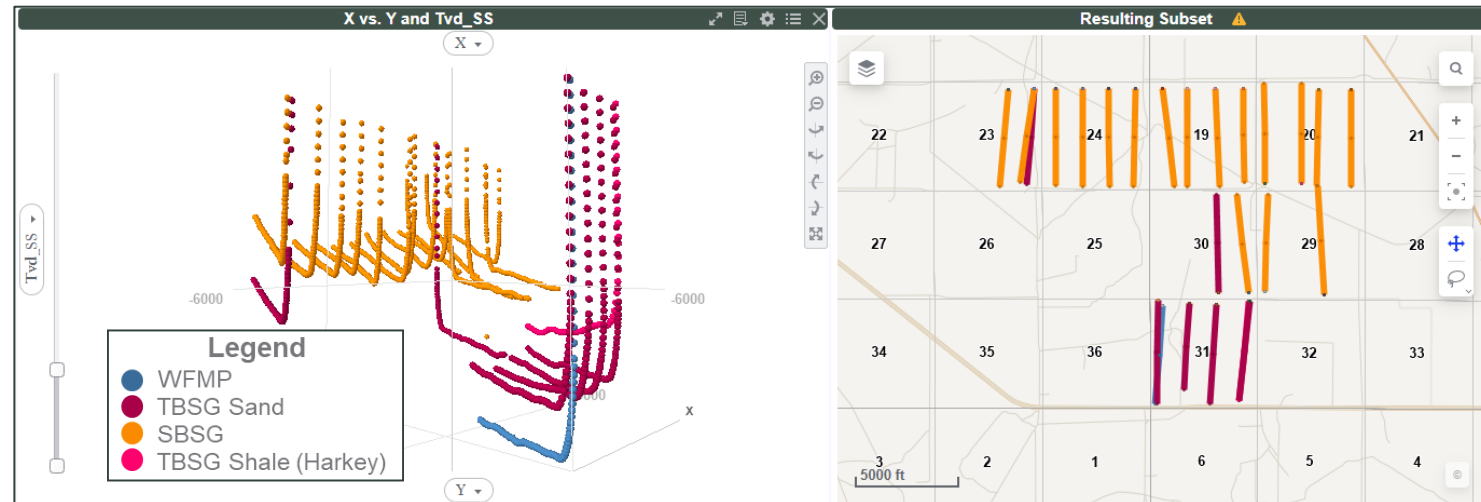 X vs. Y and Tvd_SS
Resulting Subset
X
Tvd_SS
-6000
-6000
x
Legend
WFMP
TBSG Sand
SBSG
TBSG Shale (Harkey)
Y
22
23
24
19
20
21
27
26
25
30
29
28
34
35
36
31
32
33
3
2
1
6
5
4
5000 ft
©